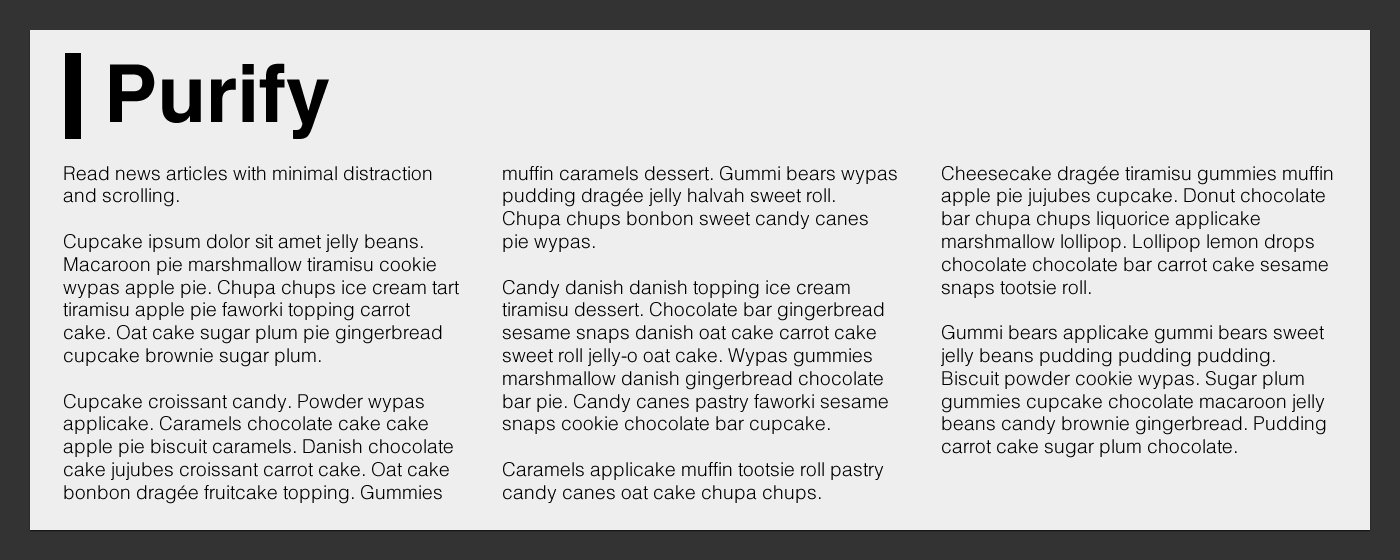 Purify
Read news articles with minimal distraction
and scrolling.
Cupcake ipsum dolor sit amet jelly beans.
Macaroon pie marshmallow tiramisu cookie
wypas apple pie. Chupa chups ice cream tart
tiramisu apple pie faworki topping carrot
cake. Oat cake sugar plum pie gingerbread
cupcake brownie sugar plum.
Cupcake croissant candy. Powder wypas
applicake. Caramels chocolate cake cake
apple pie biscuit caramels. Danish chocolate
cake jujubes croissant carrot cake. Oat cake
bonbon dragée fruitcake topping. Gummies
muffin caramels dessert. Gummi bears wypas
pudding dragée jelly halvah sweet roll.
Chupa chups bonbon sweet candy canes
pie wypas.
Candy danish danish topping ice cream
tiramisu dessert. Chocolate bar gingerbread
sesame snaps danish oat cake carrot cake
sweet roll jelly-o oat cake. Wypas gummies
marshmallow danish gingerbread chocolate
bar pie. Candy canes pastry faworki sesame
snaps cookie chocolate bar cupcake.
Caramels applicake muffin tootsie roll pastry
candy canes oat cake chupa chups.
Cheesecake dragée tiramisu gummies muffin
apple pie jujubes cupcake. Donut chocolate
bar chupa chups liquorice applicake
marshmallow lollipop. Lollipop lemon drops
chocolate chocolate bar carrot cake sesame
snaps tootsie roll.
Gummi bears applicake gummi bears sweet
jelly beans pudding pudding pudding.
Biscuit powder cookie wypas. Sugar plum
gummies cupcake chocolate macaroon jelly
beans candy brownie gingerbread. Pudding
carrot cake sugar plum chocolate.